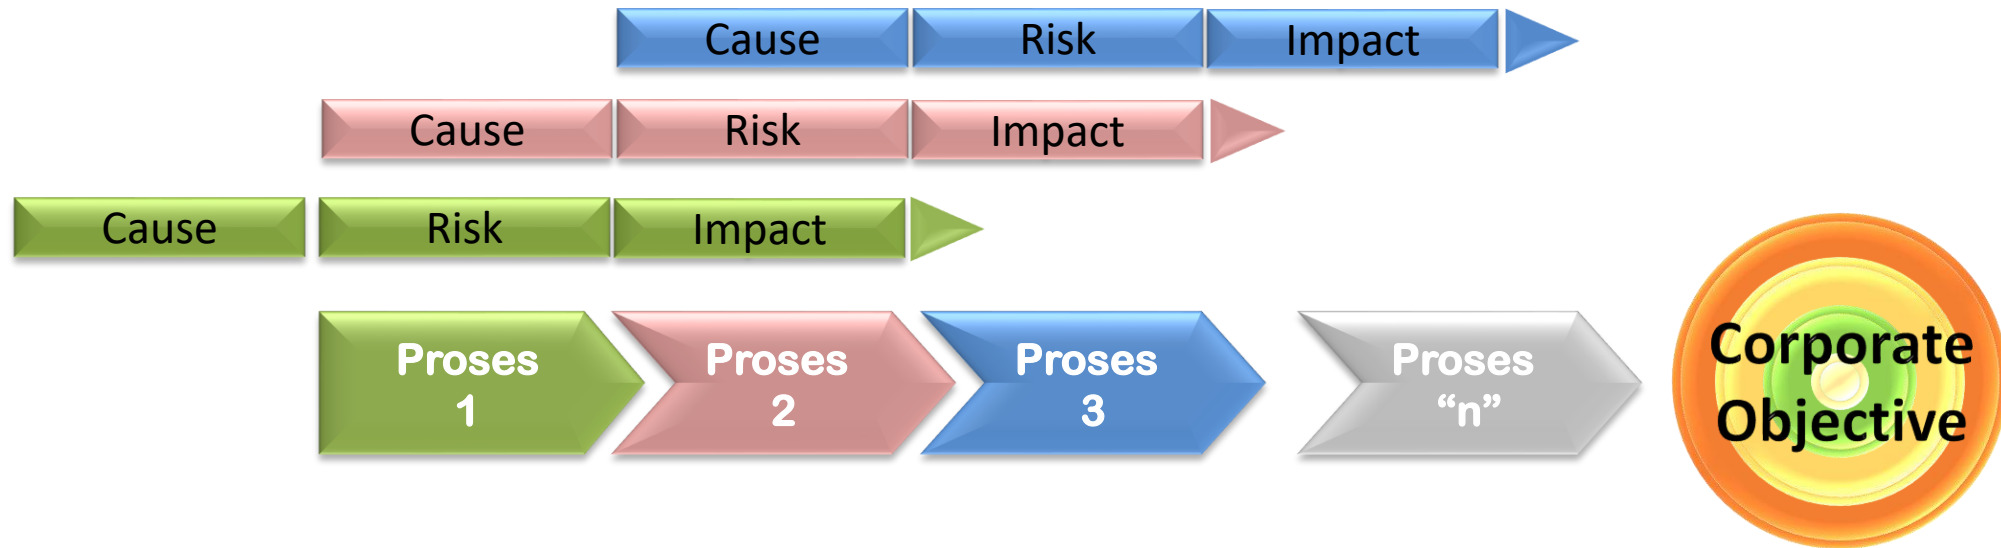 Cause Risk Impact
Cause Risk Impact
Cause Risk Impact
Proses
1
Proses
2
Proses
3
Proses
“n”
Corporate
Objective